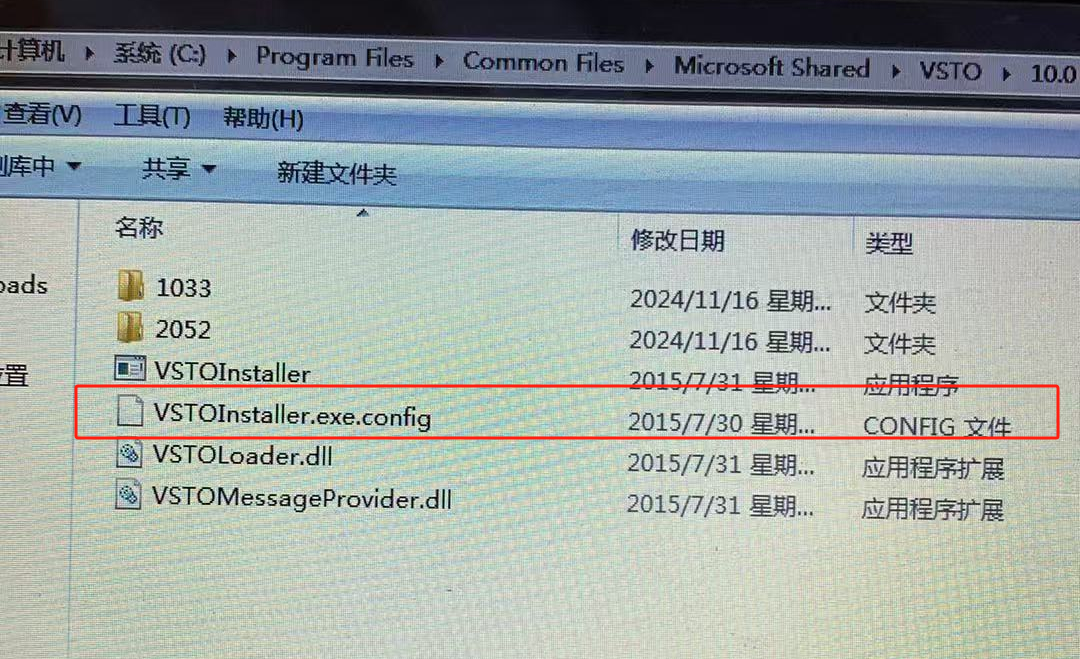 计算机 ▸ 系统 (C:) ▸ Program Files ▸ Common Files ▸ Microsoft Shared ▸ VSTO ▸ 10.0
查看(V) 工具(T) 帮助(H)
库中 共享 新建文件夹
名称 修改日期 类型
1033 2024/11/16 星期... 文件夹
2052 2024/11/16 星期... 文件夹
VSTOInstaller 2015/7/31 星期... 应用程序
VSTOInstaller.exe.config 2015/7/30 星期... CONFIG 文件
VSTOLoader.dll 2015/7/31 星期... 应用程序扩展
VSTOMessageProvider.dll 2015/7/31 星期... 应用程序扩展
oads
置